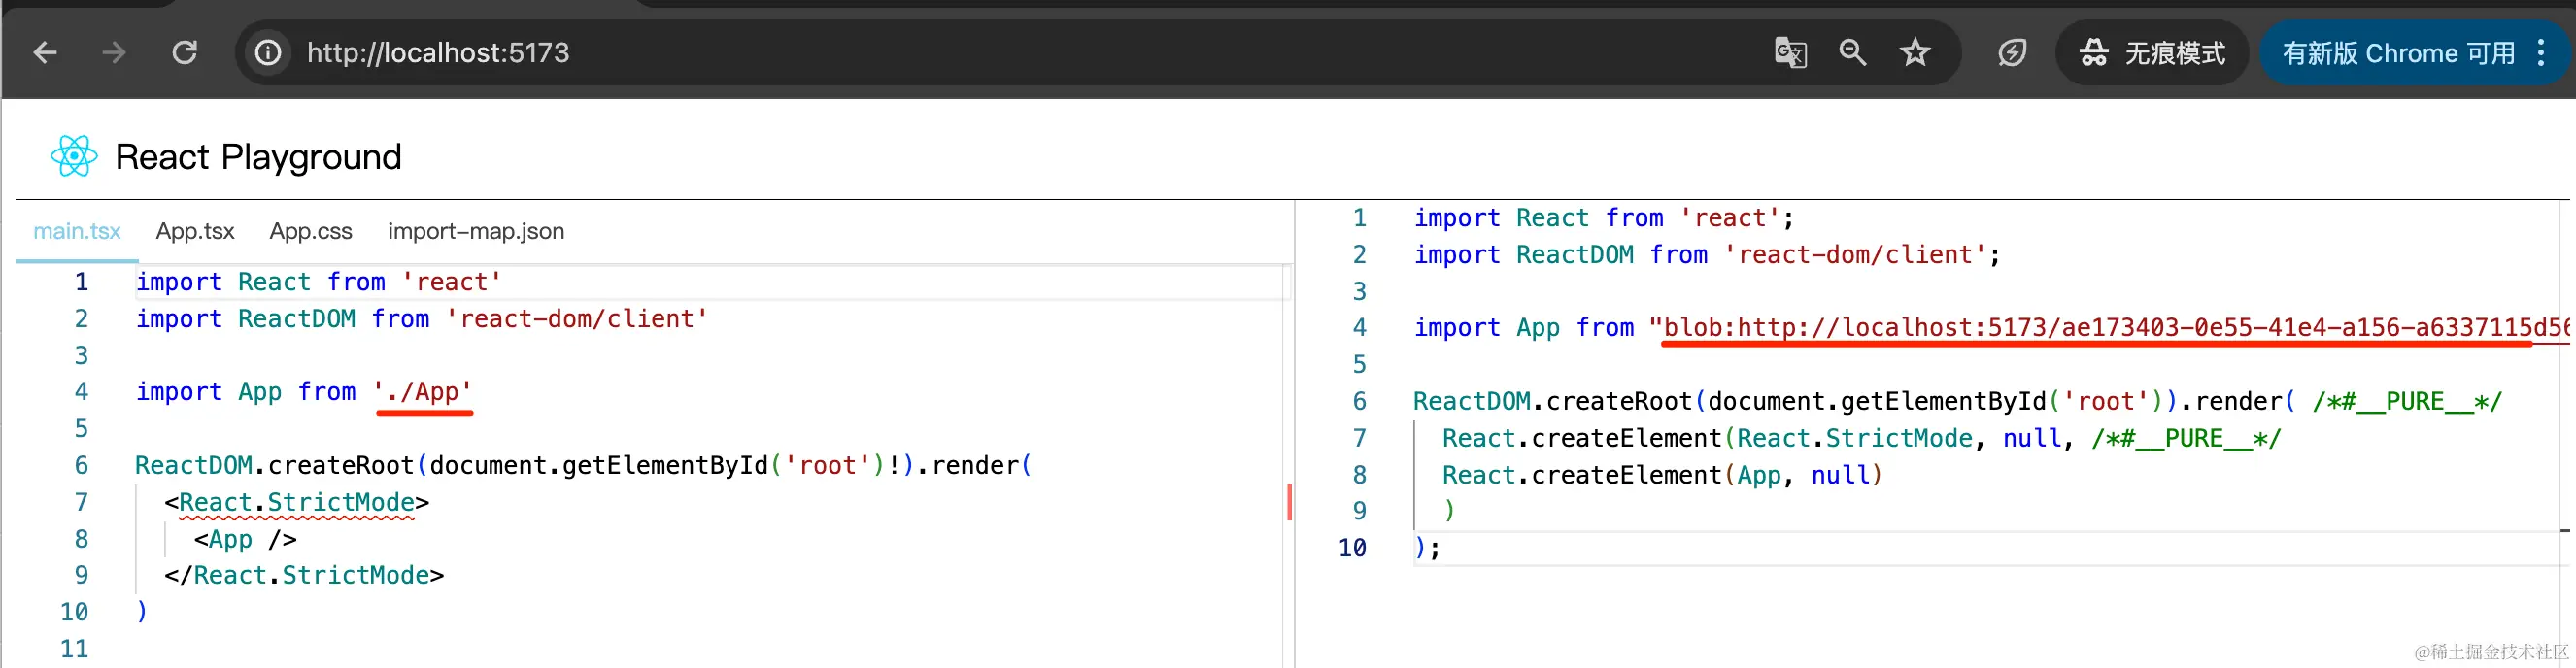 http://localhost:5173
无痕模式
有新版 Chrome 可用
React Playground
main.tsx App.tsx App.css import-map.json
1 import React from 'react'
2 import ReactDOM from 'react-dom/client'
3
4 import App from './App'
5
6 ReactDOM.createRoot(document.getElementById('root')!).render(
7 <React.StrictMode>
8 <App />
9 </React.StrictMode>
10 )
11
1 import React from 'react';
2 import ReactDOM from 'react-dom/client';
3
4 import App from "blob:http://localhost:5173/ae173403-0e55-41e4-a156-a6337115d56
5
6 ReactDOM.createRoot(document.getElementById('root')).render( /*#__PURE__*/
7 React.createElement(React.StrictMode, null, /*#__PURE__*/
8 React.createElement(App, null)
9 )
10 );
@稀土掘金技术社区